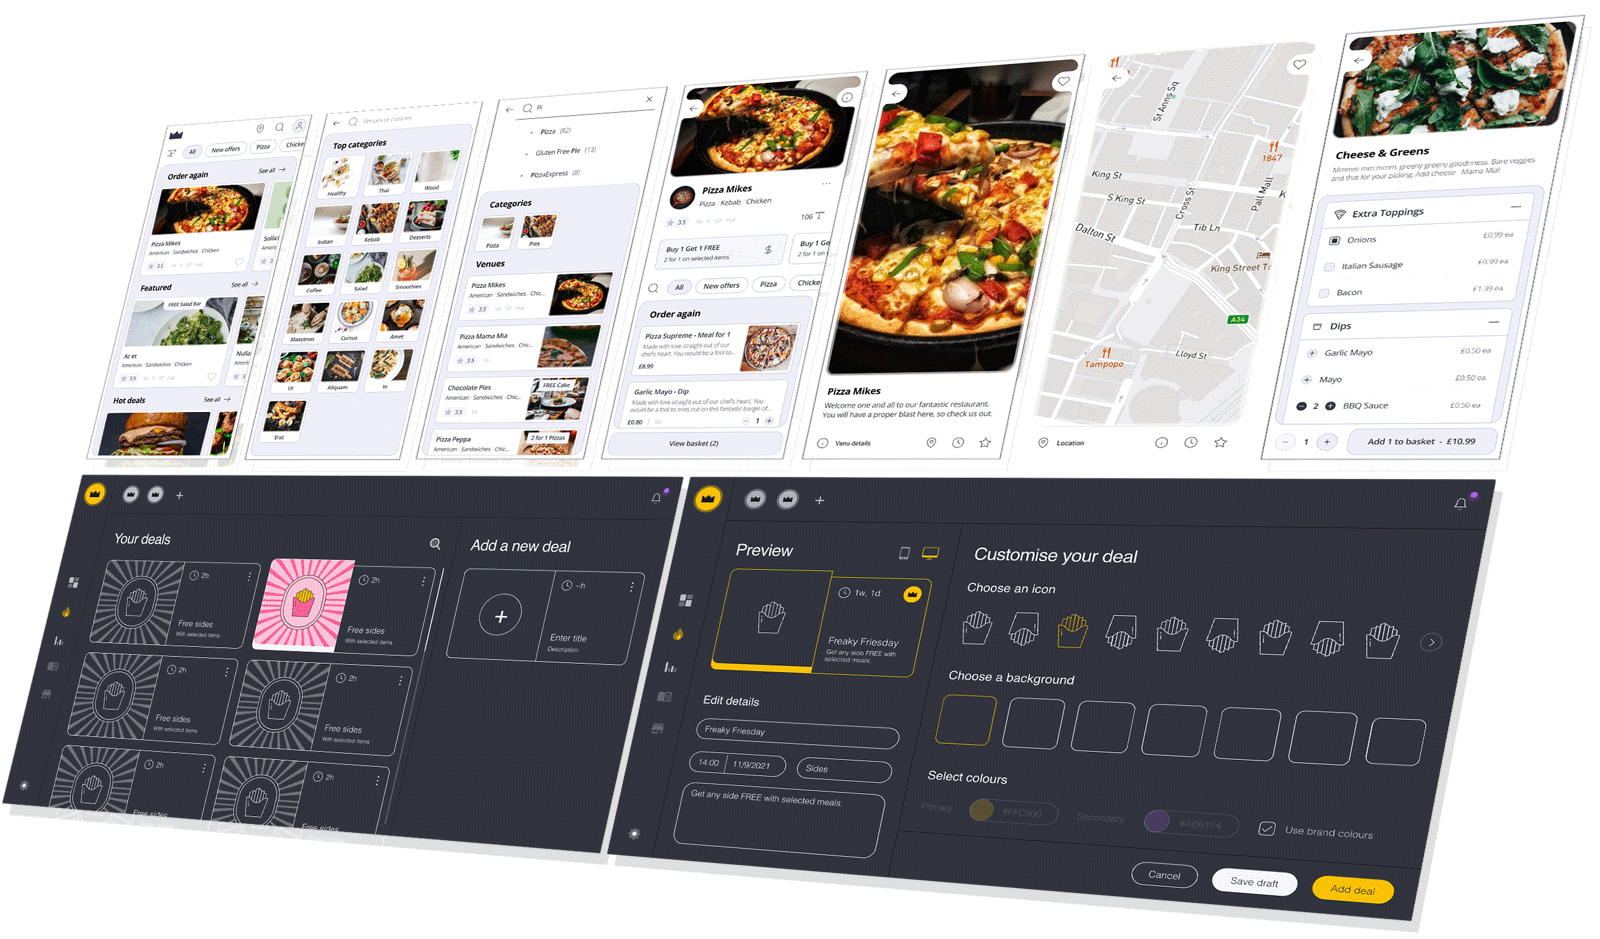 All
New offers
Pizza
Chicke
Order again
See all
Pizza Mikes
American · Sandwiches · Chicken
3.5
Sollici
Featured
See all
FREE Salad Bar
Ac et
American · Sandwiches · Chicken
3.5
Nulla
Hot deals
See all
Venues or cuisines
Top categories
Healthy
Thai
Wood
Indian
Kebab
Desserts
Coffee
Salad
Smoothies
Maecenas
Cursus
Amet
Ut
Aliquam
In
Erat
Pi
Pizza (82)
Gluten Free Pie (13)
PizzaExpress (8)
Categories
Pizza
Pies
Venues
Pizza Mikes
American · Sandwiches · Chic...
3.5
Pizza Mama Mia
American · Sandwiches · Chic...
3.5 Ve
Chocolate Pies
FREE Cake
American · Sandwiches · Chic...
3.5 Ve
Pizza Peppa
2 for 1 Pizzas
American · Sandwiches · Chic...
Pizza Mikes
Pizza · Kebab · Chicken
3.5 Ve V GF Hal
106
Buy 1 Get 1 FREE
2 for 1 on selected items
Buy 1 Ge
2 for 1 on
All
New offers
Pizza
Chicke
Order again
Pizza Supreme - Meal for 1
Made with love straight out of our
chef's heart. You would be a fool to...
£8.99
Garlic Mayo - Dip
Made with love straight out of our chef's heart. You
would be a fool to miss out on this fantastic bargin of...
£0.80 Ve
1
View basket (2)
Pizza Mikes
Welcome one and all to our fantastic restaurant.
You will have a proper blast here, so check us out.
Venu details
St Anns Sq
1847
King St
S King St
Cross St
Pall Mall
Dalton St
Tib Ln
King Street To
A34
Lloyd St
Tampopo
Location
Cheese & Greens
Mmmm mm mmm, greeny greeny goodness. Bare veggies
and that for your picking. Add cheese Mama Mia!
Extra Toppings
Onions
£0.99 ea
Italian Sausage
£0.99 ea
Bacon
£1.39 ea
Dips
Garlic Mayo
£0.50 ea
Mayo
£0.50 ea
2
BBQ Sauce
£0.50 ea
1
Add 1 to basket - £10.99
Your deals
2h
Free sides
With selected items
2h
Free sides
With selected items
2h
Free sides
With selected items
2h
Free sides
With selected items
2h
Free sides
2h
Free sides
Add a new deal
--h
Enter title
Description
Preview
1w, 1d
Freaky Friesday
Get any side FREE with
selected meals.
Edit details
Freaky Friesday
14:00
11/9/2021
Sides
Get any side FREE with selected meals.
Customise your deal
Choose an icon
Choose a background
Select colours
Primary
#FFC000
Secondary
#AB61F4
Use brand colours
Cancel
Save draft
Add deal